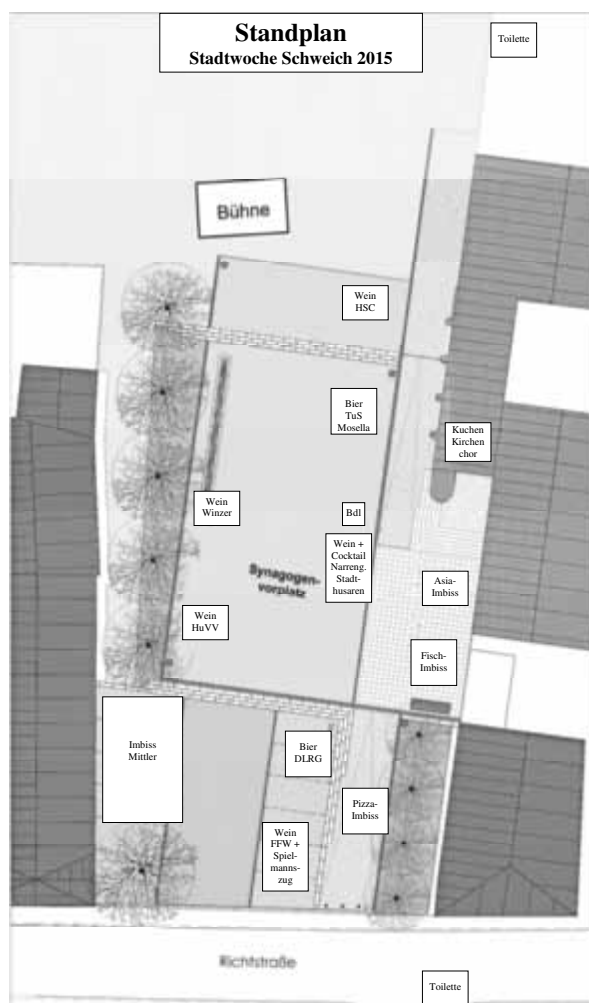 Standplan
Stadtwoche Schweich 2015
Toilette
Bühne
Wein
HSC
Bier
TuS
Mosella
Kuchen
Kirchen
chor
Wein
Winzer
Bdl
Wein +
Cocktail
Narreng.
Stadt-
husaren
Synagogen-
vorplatz
Asia-
Imbiss
Wein
HuVV
Fisch-
Imbiss
Imbiss
Mittler
Bier
DLRG
Pizza-
Imbiss
Wein
FFW +
Spiel-
manns-
zug
Richtstraße
Toilette